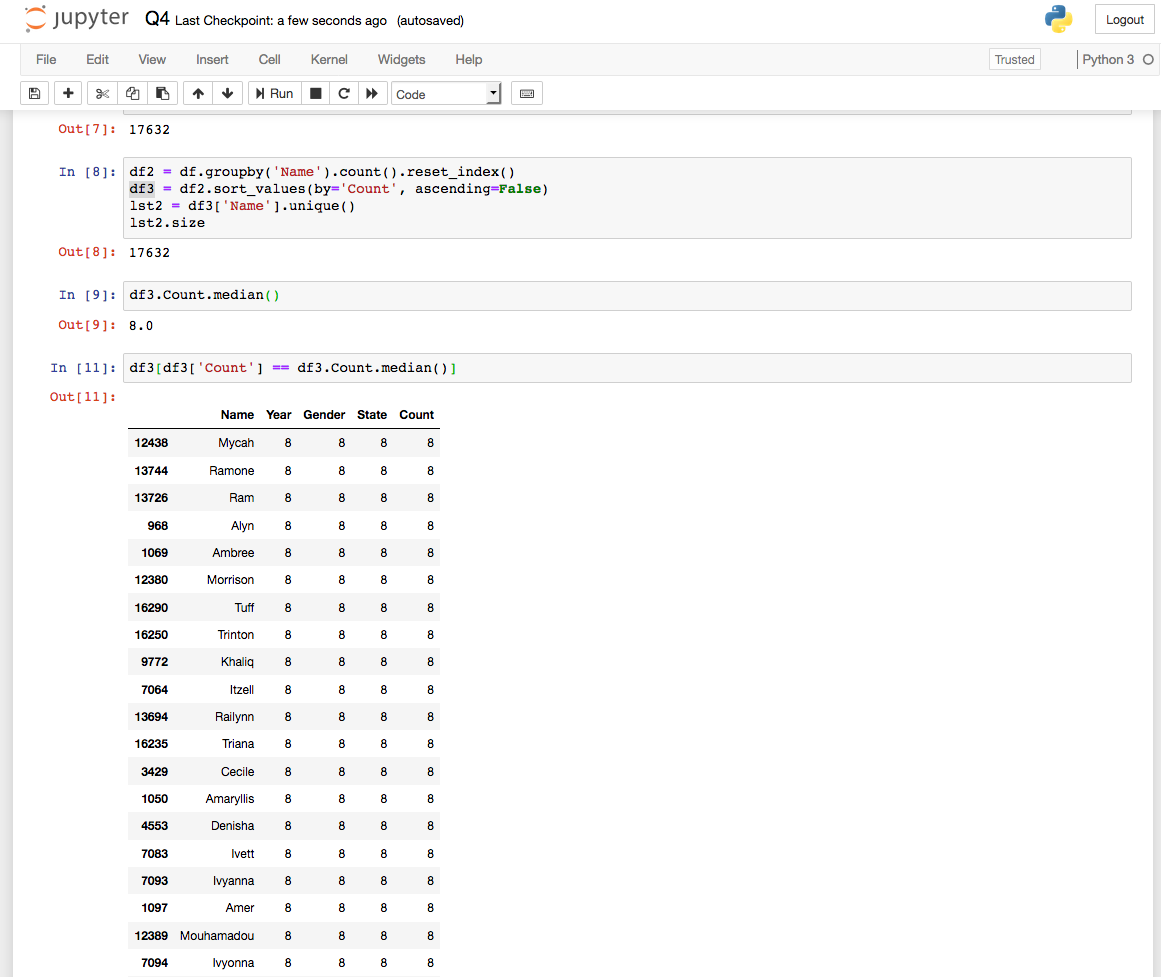 jupyter Q4 Last Checkpoint: a few seconds ago (autosaved) Logout
File Edit View Insert Cell Kernel Widgets Help Trusted Python 3
Run Code
Out[7]: 17632
In [8]: df2 = df.groupby('Name').count().reset_index()
df3 = df2.sort_values(by='Count', ascending=False)
lst2 = df3['Name'].unique()
lst2.size
Out[8]: 17632
In [9]: df3.Count.median()
Out[9]: 8.0
In [11]: df3[df3['Count'] == df3.Count.median()]
Out[11]:
Name Year Gender State Count
12438 Mycah 8 8 8 8
13744 Ramone 8 8 8 8
13726 Ram 8 8 8 8
968 Alyn 8 8 8 8
1069 Ambree 8 8 8 8
12380 Morrison 8 8 8 8
16290 Tuff 8 8 8 8
16250 Trinton 8 8 8 8
9772 Khaliq 8 8 8 8
7064 Itzell 8 8 8 8
13694 Railynn 8 8 8 8
16235 Triana 8 8 8 8
3429 Cecile 8 8 8 8
1050 Amaryllis 8 8 8 8
4553 Denisha 8 8 8 8
7083 Ivett 8 8 8 8
7093 Ivyanna 8 8 8 8
1097 Amer 8 8 8 8
12389 Mouhamadou 8 8 8 8
7094 Ivyonna 8 8 8 8